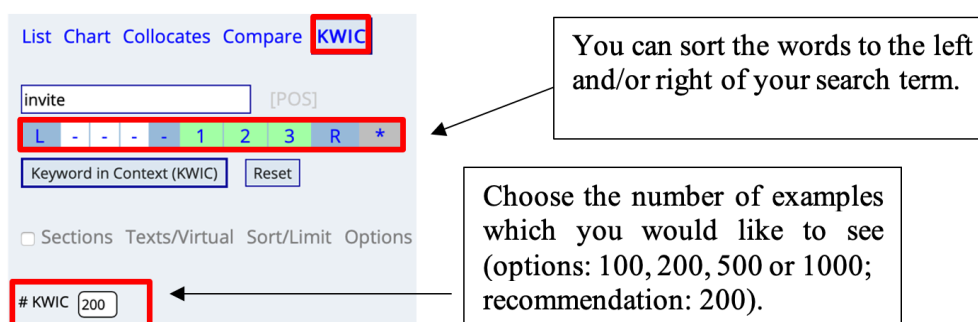 List Chart Collocates Compare KWIC
You can sort the words to the left
and/or right of your search term.
invite [POS]
L - - - - 1 2 3 R *
Keyword in Context (KWIC) Reset
Choose the number of examples
which you would like to see
(options: 100, 200, 500 or 1000;
recommendation: 200).
Sections Texts/Virtual Sort/Limit Options
# KWIC 200